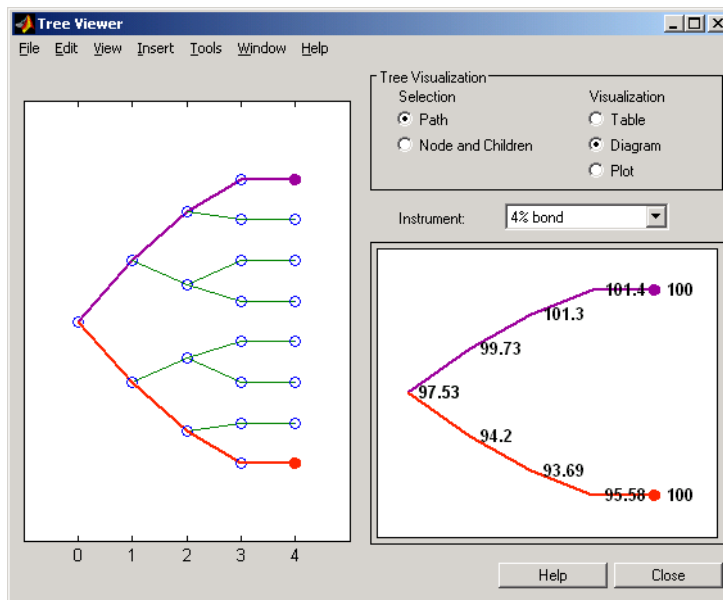 Tree Viewer
File Edit View Insert Tools Window Help
Tree Visualization
Selection Visualization
Path Table
Node and Children Diagram
Plot
Instrument: 4% bond
101.4 100
101.3
99.73
97.53
94.2
93.69
95.58 100
0 1 2 3 4
Help Close